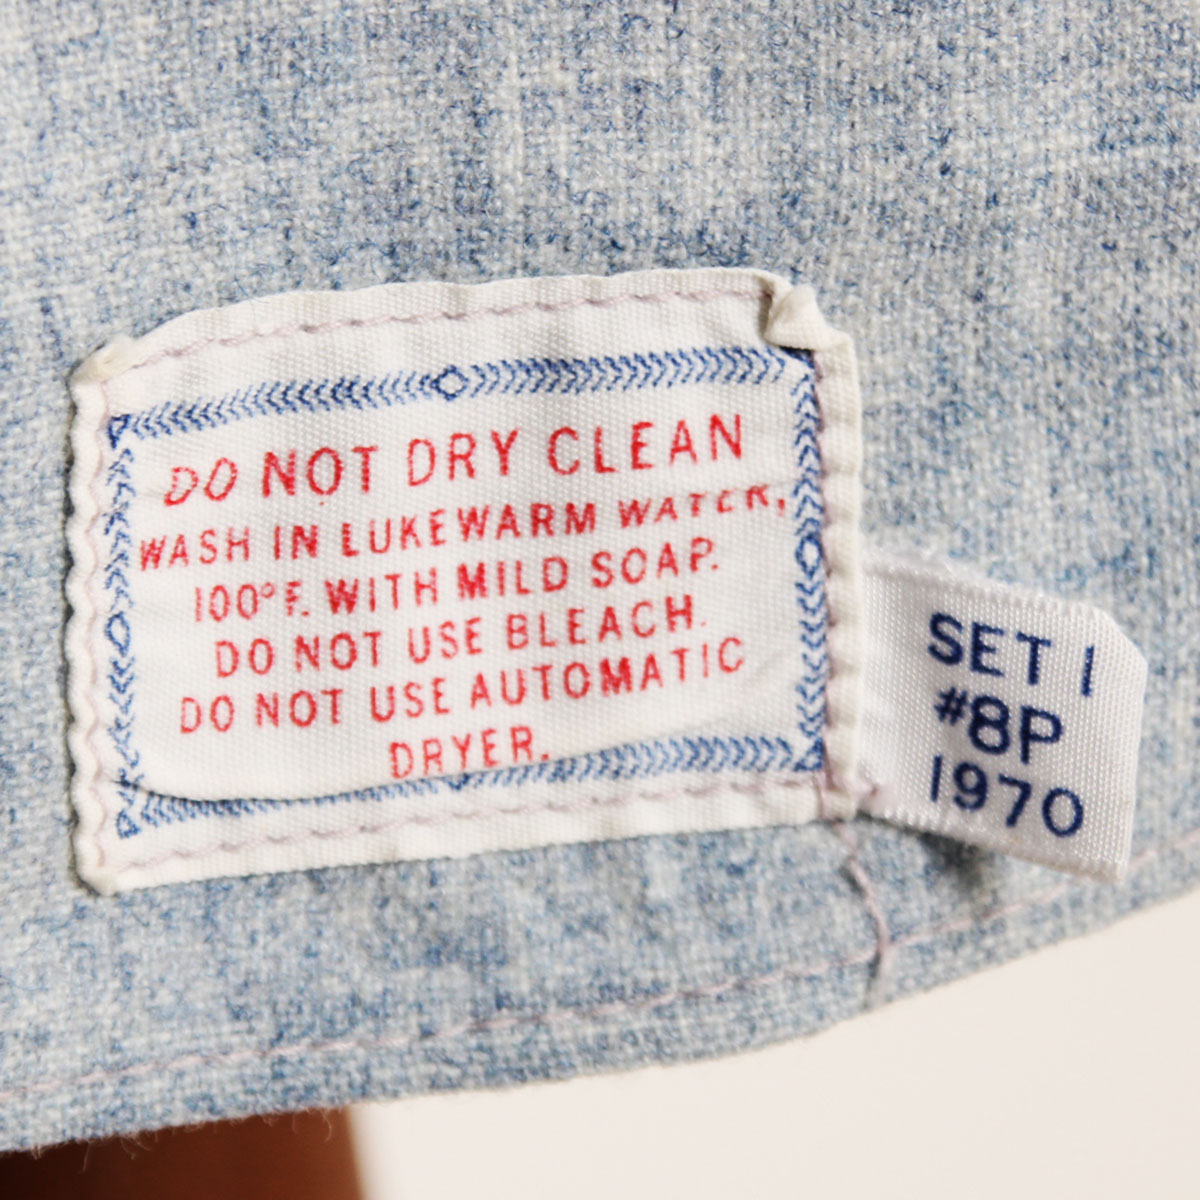 DO NOT DRY CLEAN
WASH IN LUKEWARM WATER,
100°F. WITH MILD SOAP.
DO NOT USE BLEACH.
DO NOT USE AUTOMATIC
DRYER.
SET 1
#8P
1970